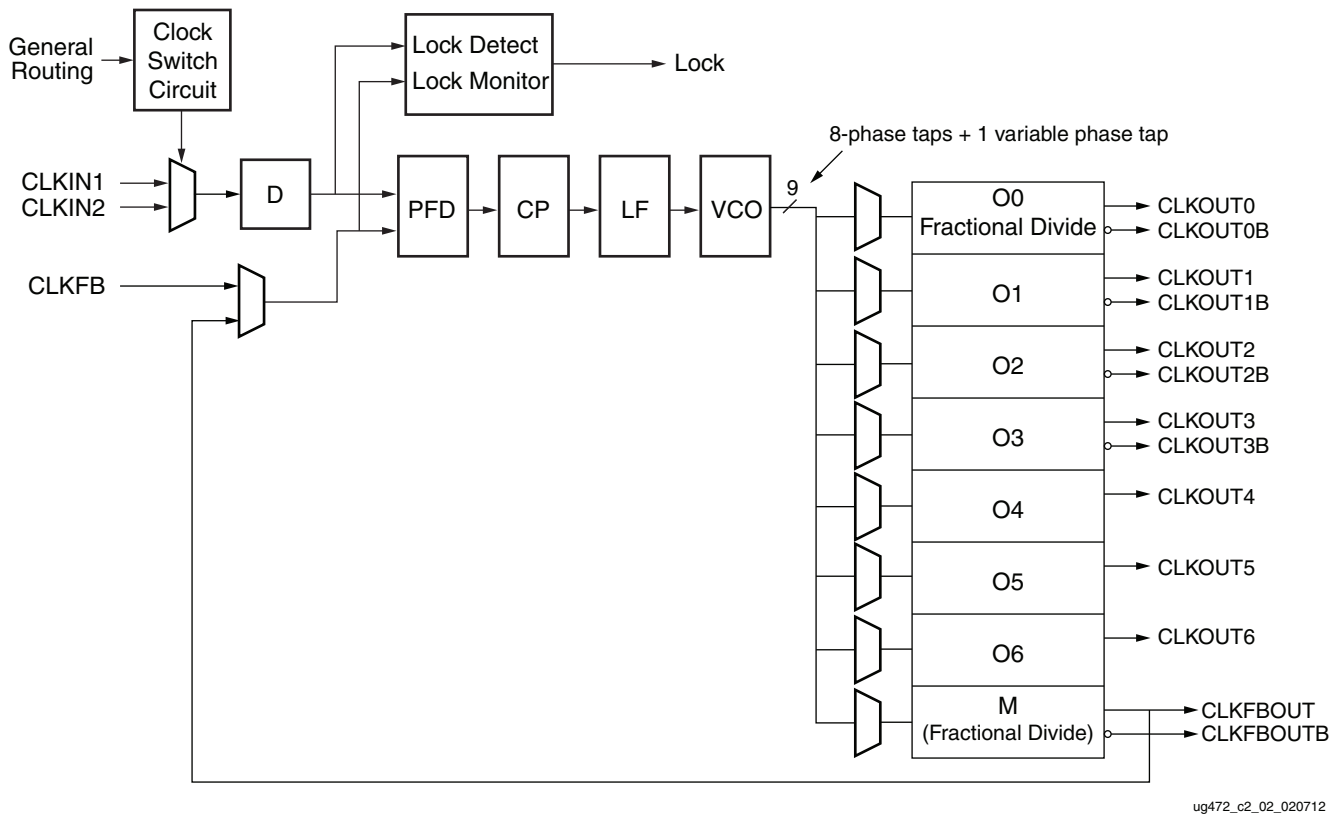 General
Routing
Clock
Switch
Circuit
Lock Detect
Lock Monitor
Lock
8-phase taps + 1 variable phase tap
CLKIN1
CLKIN2
D
PFD
CP
LF
VCO
9
CLKFB
O0
Fractional Divide
CLKOUT0
CLKOUT0B
O1
CLKOUT1
CLKOUT1B
O2
CLKOUT2
CLKOUT2B
O3
CLKOUT3
CLKOUT3B
O4
CLKOUT4
O5
CLKOUT5
O6
CLKOUT6
M
(Fractional Divide)
CLKFBOUT
CLKFBOUTB
ug472_c2_02_020712